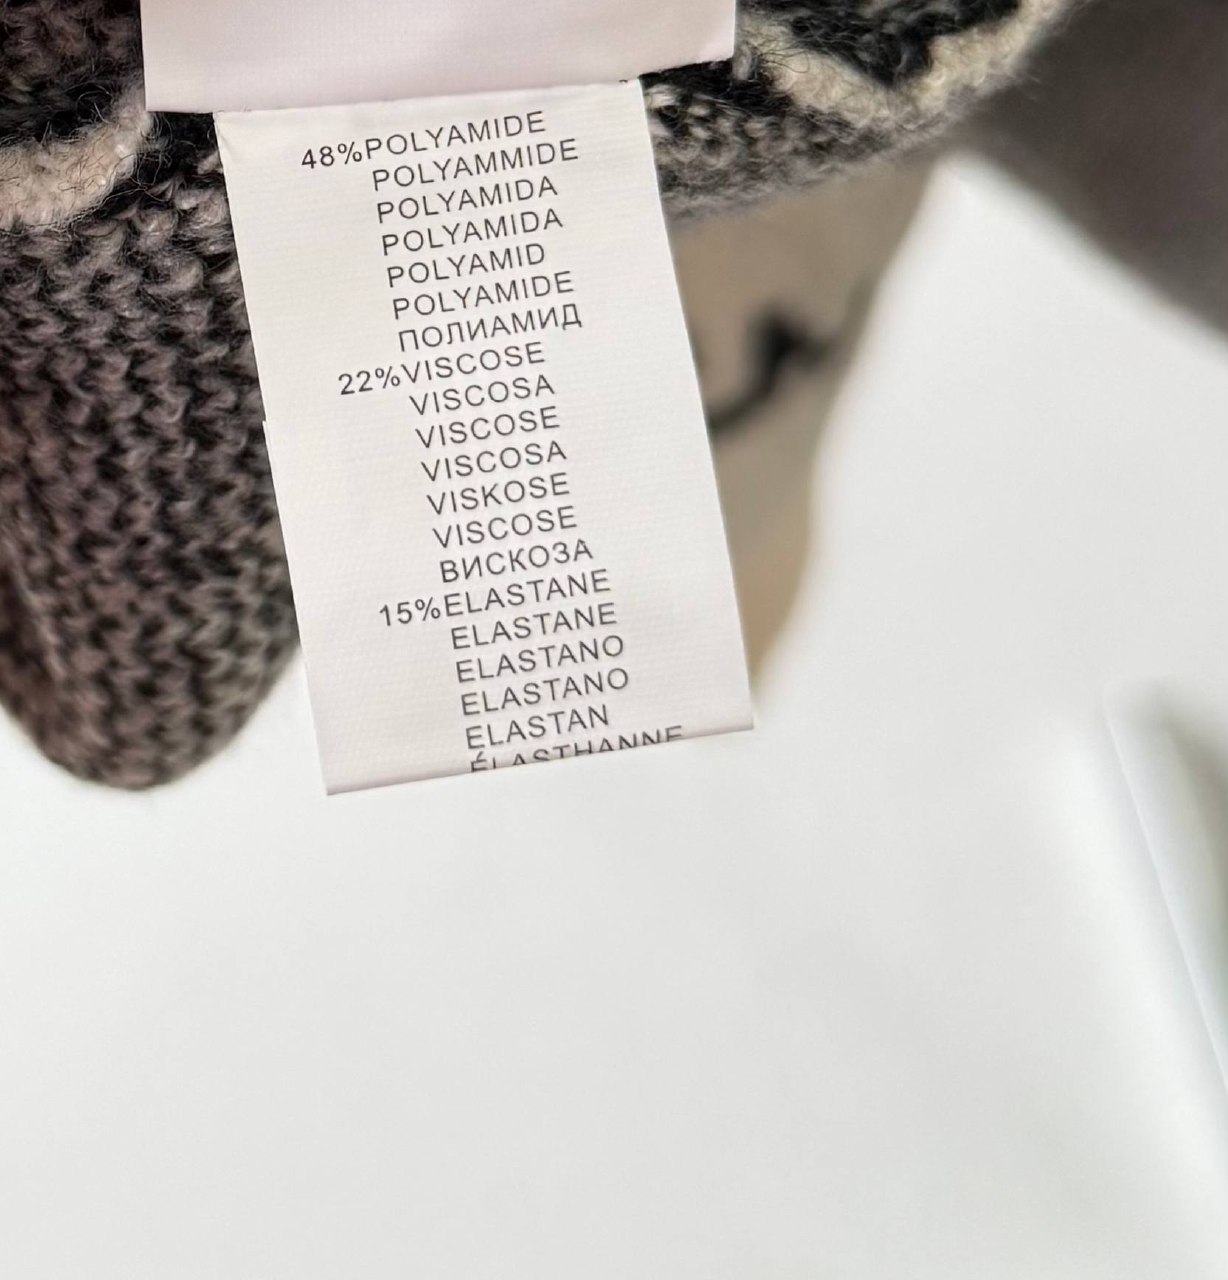 48%POLYAMIDE
POLYAMMIDE
POLYAMIDA
POLYAMIDA
POLYAMID
POLYAMIDE
ПОЛИАМИД
22%VISCOSE
VISCOSA
VISCOSE
VISCOSA
VISKOSE
VISCOSE
ВИСКОЗА
15%ELASTANE
ELASTANE
ELASTANO
ELASTANO
ELASTAN
ÉLASTHANNE